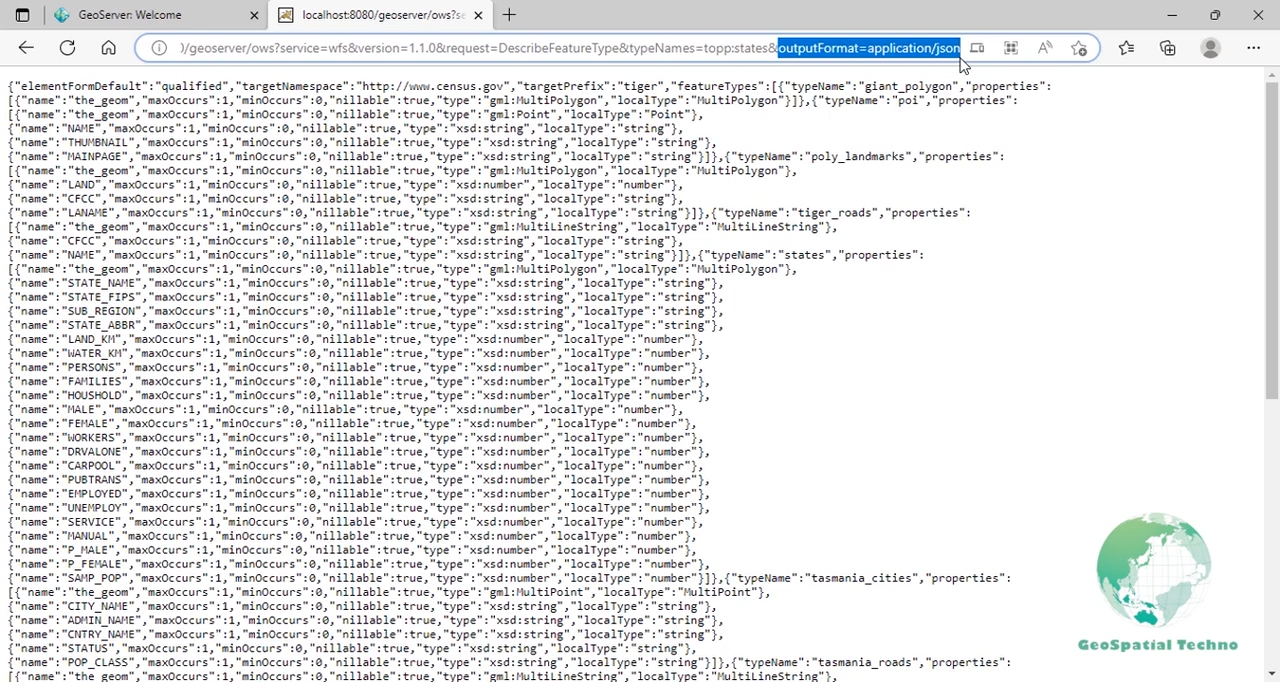 GeoServer: Welcome
localhost:8080/geoserver/ows?se
)/geoserver/ows?service=wfs&version=1.1.0&request=DescribeFeatureType&typeNames=topp:states&outputFormat=application/json
{"elementFormDefault":"qualified","targetNamespace":"http://www.census.gov","targetPrefix":"tiger","featureTypes":[{"typeName":"giant_polygon","properties":
[{"name":"the_geom","maxOccurs":1,"minOccurs":0,"nillable":true,"type":"gml:MultiPolygon","localType":"MultiPolygon"}]},{"typeName":"poi","properties":
[{"name":"the_geom","maxOccurs":1,"minOccurs":0,"nillable":true,"type":"gml:Point","localType":"Point"},
{"name":"NAME","maxOccurs":1,"minOccurs":0,"nillable":true,"type":"xsd:string","localType":"string"},
{"name":"THUMBNAIL","maxOccurs":1,"minOccurs":0,"nillable":true,"type":"xsd:string","localType":"string"},
{"name":"MAINPAGE","maxOccurs":1,"minOccurs":0,"nillable":true,"type":"xsd:string","localType":"string"}]},{"typeName":"poly_landmarks","properties":
[{"name":"the_geom","maxOccurs":1,"minOccurs":0,"nillable":true,"type":"gml:MultiPolygon","localType":"MultiPolygon"},
{"name":"LAND","maxOccurs":1,"minOccurs":0,"nillable":true,"type":"xsd:number","localType":"number"},
{"name":"CFCC","maxOccurs":1,"minOccurs":0,"nillable":true,"type":"xsd:string","localType":"string"},
{"name":"LANAME","maxOccurs":1,"minOccurs":0,"nillable":true,"type":"xsd:string","localType":"string"}]},{"typeName":"tiger_roads","properties":
[{"name":"the_geom","maxOccurs":1,"minOccurs":0,"nillable":true,"type":"gml:MultiLineString","localType":"MultiLineString"},
{"name":"CFCC","maxOccurs":1,"minOccurs":0,"nillable":true,"type":"xsd:string","localType":"string"},
{"name":"NAME","maxOccurs":1,"minOccurs":0,"nillable":true,"type":"xsd:string","localType":"string"}]},{"typeName":"states","properties":
[{"name":"the_geom","maxOccurs":1,"minOccurs":0,"nillable":true,"type":"gml:MultiPolygon","localType":"MultiPolygon"},
{"name":"STATE_NAME","maxOccurs":1,"minOccurs":0,"nillable":true,"type":"xsd:string","localType":"string"},
{"name":"STATE_FIPS","maxOccurs":1,"minOccurs":0,"nillable":true,"type":"xsd:string","localType":"string"},
{"name":"SUB_REGION","maxOccurs":1,"minOccurs":0,"nillable":true,"type":"xsd:string","localType":"string"},
{"name":"STATE_ABBR","maxOccurs":1,"minOccurs":0,"nillable":true,"type":"xsd:string","localType":"string"},
{"name":"LAND_KM","maxOccurs":1,"minOccurs":0,"nillable":true,"type":"xsd:number","localType":"number"},
{"name":"WATER_KM","maxOccurs":1,"minOccurs":0,"nillable":true,"type":"xsd:number","localType":"number"},
{"name":"PERSONS","maxOccurs":1,"minOccurs":0,"nillable":true,"type":"xsd:number","localType":"number"},
{"name":"FAMILIES","maxOccurs":1,"minOccurs":0,"nillable":true,"type":"xsd:number","localType":"number"},
{"name":"HOUSHOLD","maxOccurs":1,"minOccurs":0,"nillable":true,"type":"xsd:number","localType":"number"},
{"name":"MALE","maxOccurs":1,"minOccurs":0,"nillable":true,"type":"xsd:number","localType":"number"},
{"name":"FEMALE","maxOccurs":1,"minOccurs":0,"nillable":true,"type":"xsd:number","localType":"number"},
{"name":"WORKERS","maxOccurs":1,"minOccurs":0,"nillable":true,"type":"xsd:number","localType":"number"},
{"name":"DRVALONE","maxOccurs":1,"minOccurs":0,"nillable":true,"type":"xsd:number","localType":"number"},
{"name":"CARPOOL","maxOccurs":1,"minOccurs":0,"nillable":true,"type":"xsd:number","localType":"number"},
{"name":"PUBTRANS","maxOccurs":1,"minOccurs":0,"nillable":true,"type":"xsd:number","localType":"number"},
{"name":"EMPLOYED","maxOccurs":1,"minOccurs":0,"nillable":true,"type":"xsd:number","localType":"number"},
{"name":"UNEMPLOY","maxOccurs":1,"minOccurs":0,"nillable":true,"type":"xsd:number","localType":"number"},
{"name":"SERVICE","maxOccurs":1,"minOccurs":0,"nillable":true,"type":"xsd:number","localType":"number"},
{"name":"MANUAL","maxOccurs":1,"minOccurs":0,"nillable":true,"type":"xsd:number","localType":"number"},
{"name":"P_MALE","maxOccurs":1,"minOccurs":0,"nillable":true,"type":"xsd:number","localType":"number"},
{"name":"P_FEMALE","maxOccurs":1,"minOccurs":0,"nillable":true,"type":"xsd:number","localType":"number"},
{"name":"SAMP_POP","maxOccurs":1,"minOccurs":0,"nillable":true,"type":"xsd:number","localType":"number"}]},{"typeName":"tasmania_cities","properties":
[{"name":"the_geom","maxOccurs":1,"minOccurs":0,"nillable":true,"type":"gml:MultiPoint","localType":"MultiPoint"},
{"name":"CITY_NAME","maxOccurs":1,"minOccurs":0,"nillable":true,"type":"xsd:string","localType":"string"},
{"name":"ADMIN_NAME","maxOccurs":1,"minOccurs":0,"nillable":true,"type":"xsd:string","localType":"string"},
{"name":"CNTRY_NAME","maxOccurs":1,"minOccurs":0,"nillable":true,"type":"xsd:string","localType":"string"},
{"name":"STATUS","maxOccurs":1,"minOccurs":0,"nillable":true,"type":"xsd:string","localType":"string"},
{"name":"POP_CLASS","maxOccurs":1,"minOccurs":0,"nillable":true,"type":"xsd:string","localType":"string"}]},{"typeName":"tasmania_roads","properties":
[{"name":"the_geom","maxOccurs":1,"minOccurs":0,"nillable":true,"type":"gml:MultiLineString","localType":"MultiLineString"},
GeoSpatial Techno